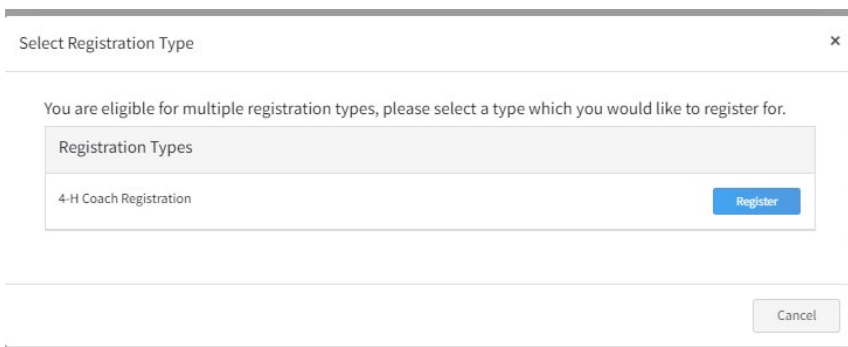 Select Registration Type
×
You are eligible for multiple registration types, please select a type which you would like to register for.
Registration Types
4-H Coach Registration
Register
Cancel